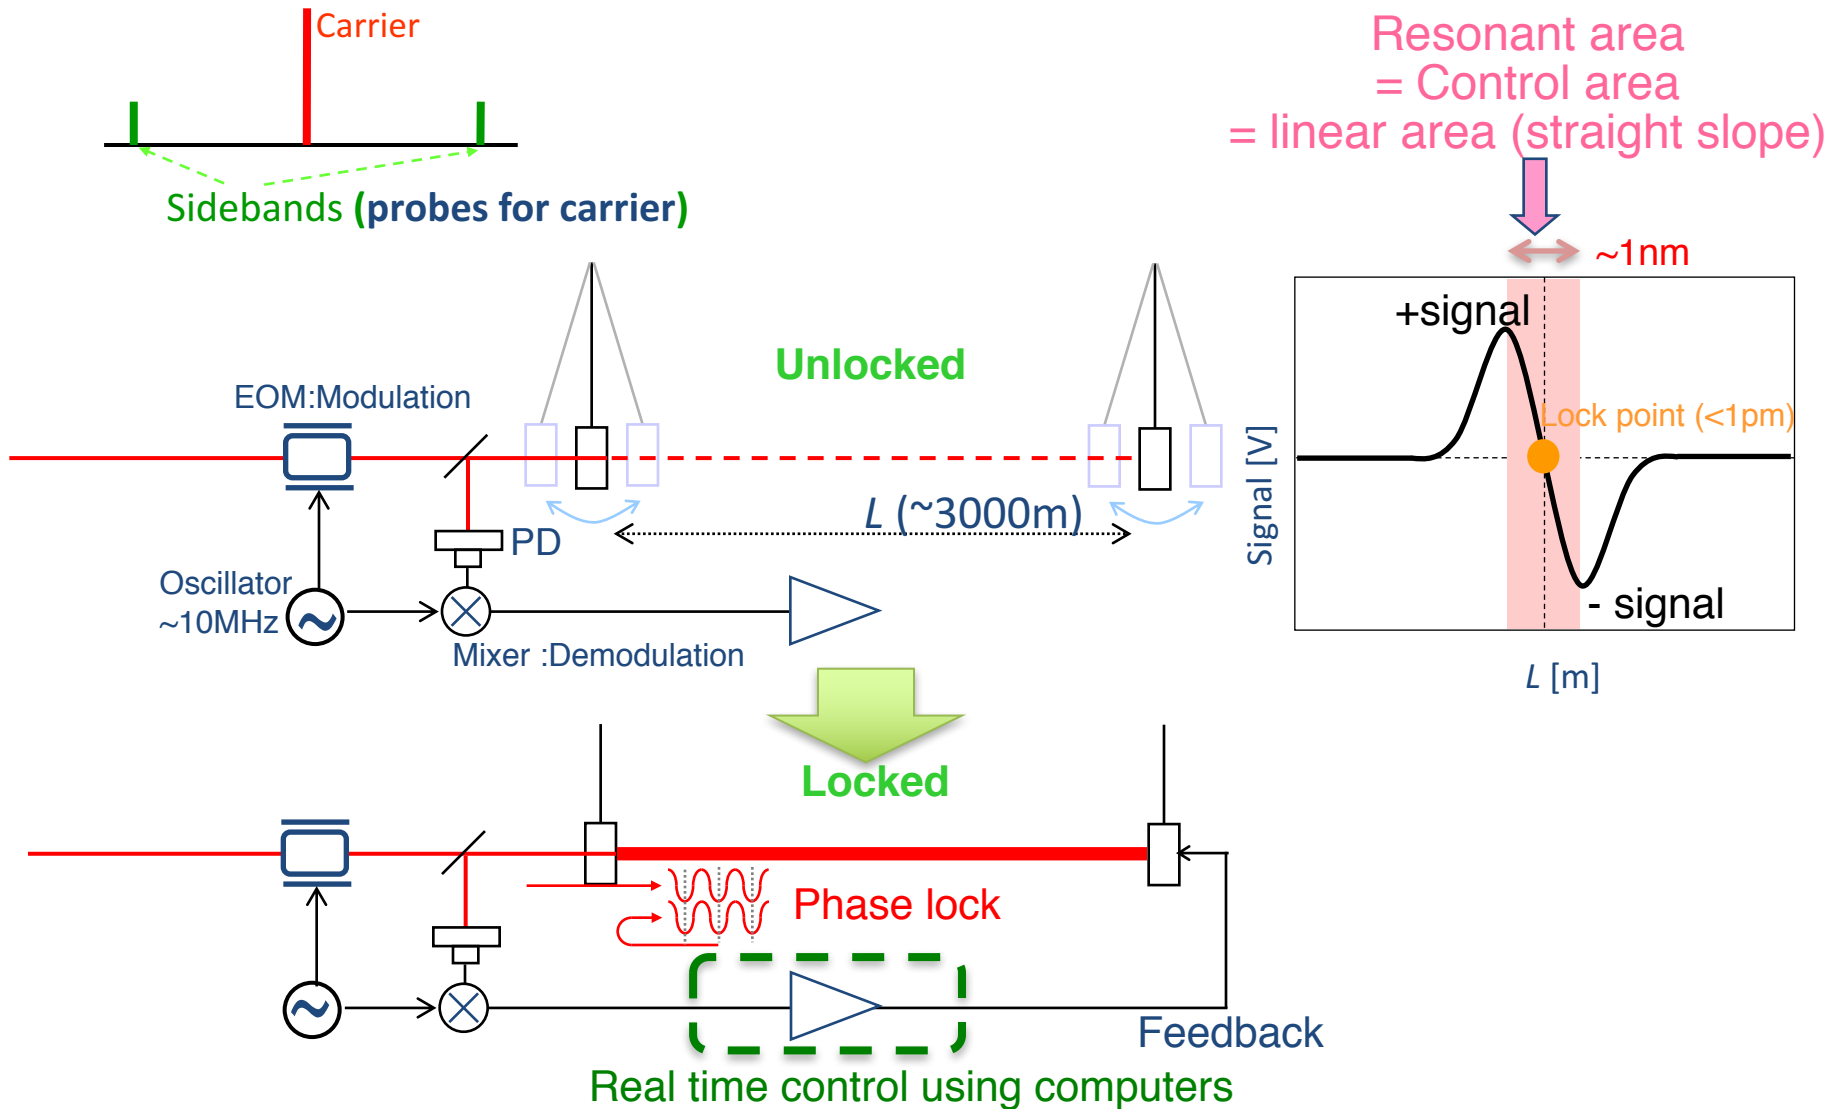 Carrier
Sidebands (probes for carrier)
Resonant area
= Control area
= linear area (straight slope)
~1nm
+signal
Lock point (<1pm)
- signal
Signal [V]
L [m]
Unlocked
EOM:Modulation
L (~3000m)
PD
Oscillator
~10MHz
Mixer :Demodulation
Locked
Phase lock
Feedback
Real time control using computers